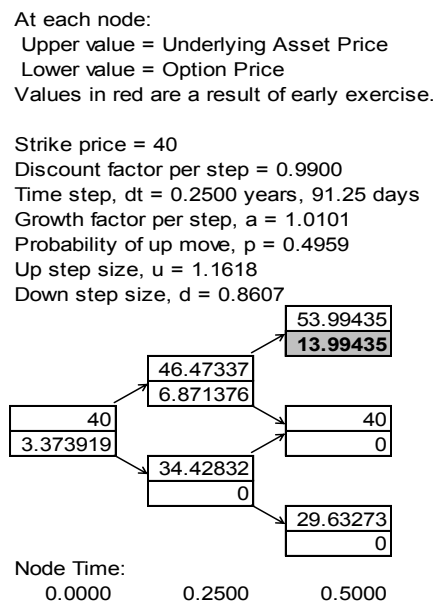 At each node:
Upper value = Underlying Asset Price
Lower value = Option Price
Values in red are a result of early exercise.
Strike price = 40
Discount factor per step = 0.9900
Time step, dt = 0.2500 years, 91.25 days
Growth factor per step, a = 1.0101
Probability of up move, p = 0.4959
Up step size, u = 1.1618
Down step size, d = 0.8607
53.99435
13.99435
46.47337
6.871376
40
3.373919
40
0
34.42832
0
29.63273
0
Node Time:
0.0000 0.2500 0.5000